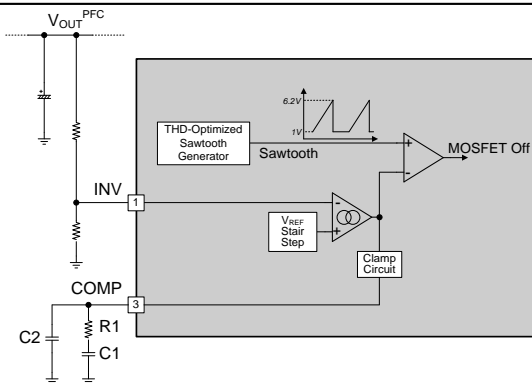 V_OUT^PFC
6.2V
1V
THD-Optimized
Sawtooth
Generator
Sawtooth
+
-
MOSFET Off
INV
1
V_REF
Stair
Step
-
+
Clamp
Circuit
COMP
3
R1
C2
C1
+